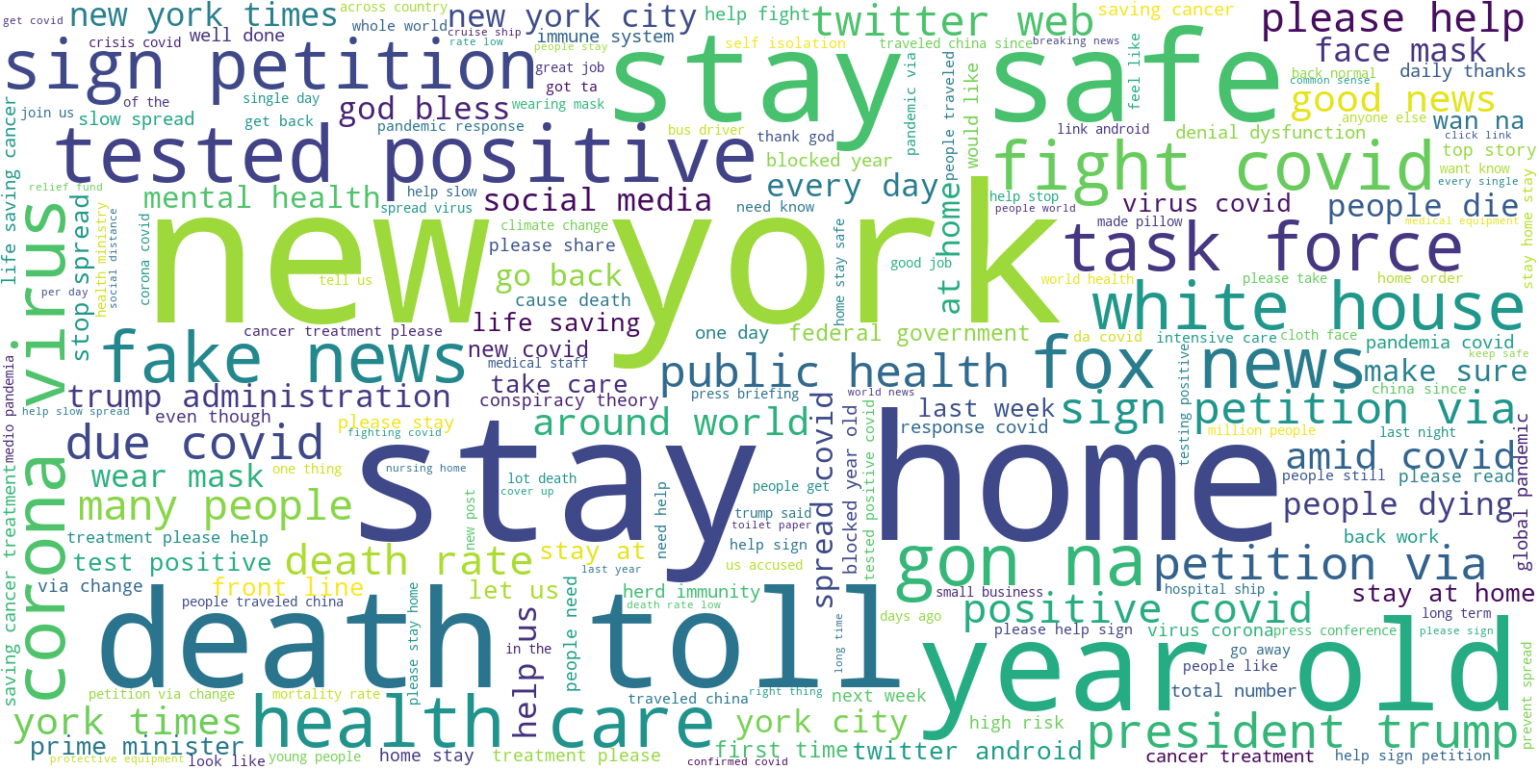 get covid
across country
new york times
new york city
help fight
twitter web
saving cancer
please help
whole world
cruise ship
crisis covid
well done
rate low
immune system
self isolation
traveled china since
breaking news
face mask
sign petition
people stay
great job
stay safe
feel like
common sense
back normal
daily thanks
of the
got ta
join us
single day
god bless
wearing mask
good news
slow spread
get back
pandemic response
bus driver
thank god
pandemic via
people traveled
would like
link android
anyone else
wan na
click link
denial dysfunction
top story
tested positive
blocked year
fight covid
want know
life saving cancer
relief fund
mental health
help slow
spread virus
social media
every day
need know
help stop
people world
virus covid
every single
people die
made pillow
medical equipment
climate change
please share
new york
at home
task force
corona virus
stop spread
health ministry
social distance
corona covid
tell us
go back
good job
home stay safe
world health
please take
home order
stay home stay
per day
cause death
white house
cancer treatment please
life saving
one day
federal government
da covid
intensive care
cloth face
pandemia covid
fake news
new covid
medical staff
public health
fox news
keep safe
make sure
trump administration
take care
conspiracy theory
press briefing
world news
china since
medio pandemia
help slow spread
even though
please stay
fighting covid
around world
spread covid
blocked year old
last week
response covid
sign petition via
testing positive
million people
last night
due covid
stay home
amid covid
global pandemic
wear mask
one thing
nursing home
lot death
cover up
people get
tested positive covid
people still
please read
many people
new post
need help
trump said
toilet paper
people dying
saving cancer treatment
treatment please help
help sign
back work
test positive
death rate
stay at
us accused
gon na
petition via
via change
front line
last year
let us
herd immunity
small business
hospital ship
stay at home
people traveled china
death toll
please stay home
death rate low
days ago
positive covid
long term
people need
long time
please help sign
virus corona
press conference
please sign
in the
go away
year old
people like
petition via change
mortality rate
help us
traveled china
right thing
next week
total number
prevent spread
york times
health care
york city
high risk
president trump
prime minister
protective equipment
look like
young people
home stay
treatment please
confirmed covid
first time
twitter android
cancer treatment
help sign petition